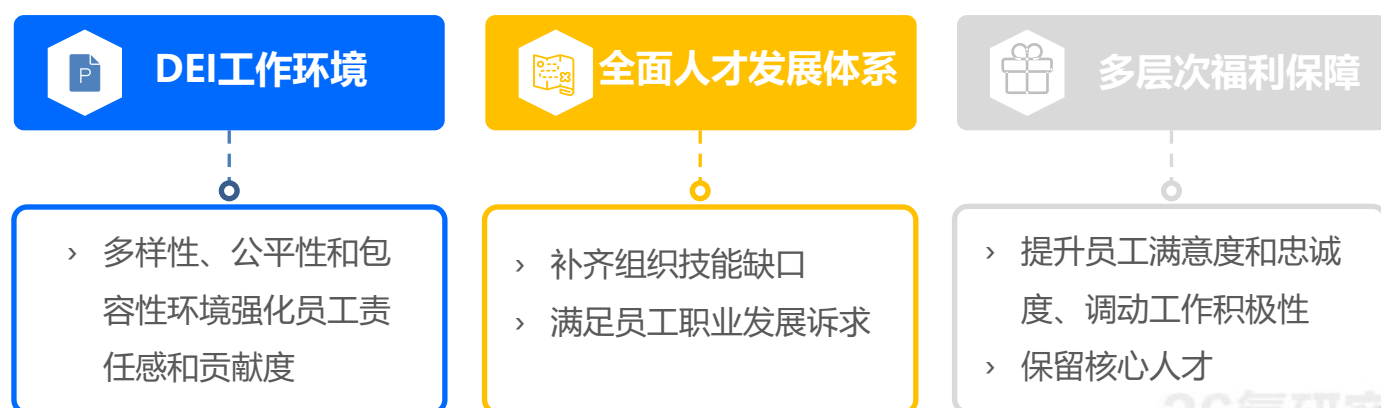 P
DEI工作环境
› 多样性、公平性和包
容性环境强化员工责
任感和贡献度
全面人才发展体系
› 补齐组织技能缺口
› 满足员工职业发展诉求
多层次福利保障
› 提升员工满意度和忠诚
度、调动工作积极性
› 保留核心人才